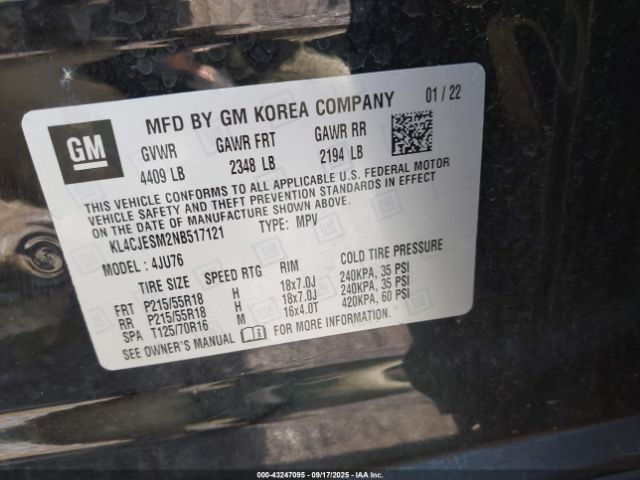 GM
MFD BY GM KOREA COMPANY 01 / 22
GVWR GAWR FRT GAWR RR
4409 LB 2348 LB 2194 LB
THIS VEHICLE CONFORMS TO ALL APPLICABLE U.S. FEDERAL MOTOR
VEHICLE SAFETY AND THEFT PREVENTION STANDARDS IN EFFECT
ON THE DATE OF MANUFACTURE SHOWN ABOVE.
KL4CJESM2NB517121 TYPE: MPV
MODEL: 4JU76
TIRE SIZE SPEED RTG RIM COLD TIRE PRESSURE
FRT P215/55R18 H 18x7.0J 240KPA, 35 PSI
RR P215/55R18 H 18x7.0J 240KPA, 35 PSI
SPA T125/70R16 M 16x4.0T 420KPA, 60 PSI
SEE OWNER'S MANUAL FOR MORE INFORMATION.
000-43247095 - 09/17/2025 - IAAI.COM